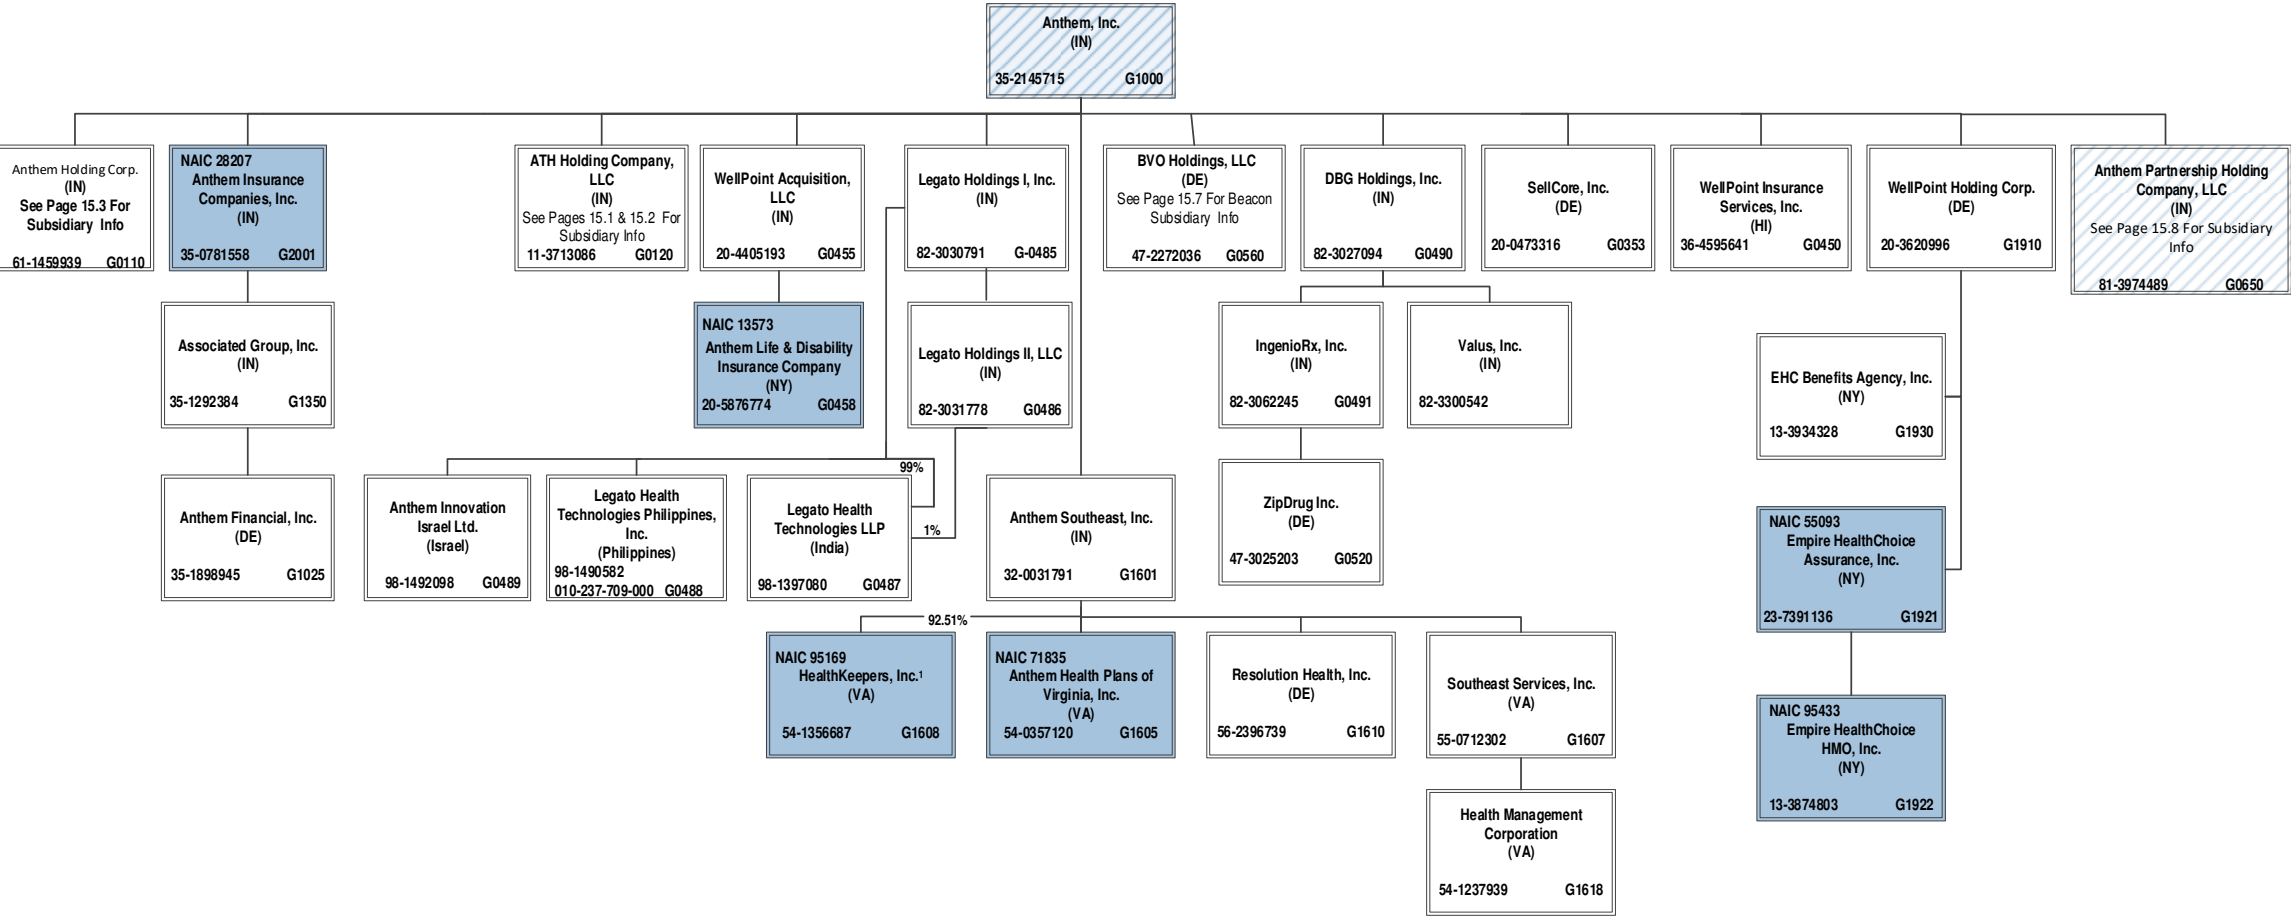 Anthem, Inc.
(IN)
35-2145715 G1000
Anthem Holding Corp.
(IN)
See Page 15.3 For
Subsidiary Info
61-1459939 G0110
NAIC 28207
Anthem Insurance
Companies, Inc.
(IN)
35-0781558 G2001
ATH Holding Company,
LLC
(IN)
See Pages 15.1 & 15.2 For
Subsidiary Info
11-3713086 G0120
WellPoint Acquisition,
LLC
(IN)
20-4405193 G0455
Legato Holdings I, Inc.
(IN)
82-3030791 G-0485
BVO Holdings, LLC
(DE)
See Page 15.7 For Beacon
Subsidiary Info
47-2272036 G0560
DBG Holdings, Inc.
(IN)
82-3027094 G0490
SellCore, Inc.
(DE)
20-0473316 G0353
WellPoint Insurance
Services, Inc.
(HI)
36-4595641 G0450
WellPoint Holding Corp.
(DE)
20-3620996 G1910
Anthem Partnership Holding
Company, LLC
(IN)
See Page 15.8 For Subsidiary
Info
81-3974489 G0650
Associated Group, Inc.
(IN)
35-1292384 G1350
NAIC 13573
Anthem Life & Disability
Insurance Company
(NY)
20-5876774 G0458
Legato Holdings II, LLC
(IN)
82-3031778 G0486
IngenioRx, Inc.
(IN)
82-3062245 G0491
Valus, Inc.
(IN)
82-3300542
EHC Benefits Agency, Inc.
(NY)
13-3934328 G1930
99%
1%
Anthem Financial, Inc.
(DE)
35-1898945 G1025
Anthem Innovation
Israel Ltd.
(Israel)
98-1492098 G0489
Legato Health
Technologies Philippines,
Inc.
(Philippines)
98-1490582
010-237-709-000 G0488
Legato Health
Technologies LLP
(India)
98-1397080 G0487
Anthem Southeast, Inc.
(IN)
32-0031791 G1601
ZipDrug Inc.
(DE)
47-3025203 G0520
NAIC 55093
Empire HealthChoice
Assurance, Inc.
(NY)
23-7391136 G1921
92.51%
NAIC 95169
HealthKeepers, Inc.¹
(VA)
54-1356687 G1608
NAIC 71835
Anthem Health Plans of
Virginia, Inc.
(VA)
54-0357120 G1605
Resolution Health, Inc.
(DE)
56-2396739 G1610
Southeast Services, Inc.
(VA)
55-0712302 G1607
NAIC 95433
Empire HealthChoice
HMO, Inc.
(NY)
13-3874803 G1922
Health Management
Corporation
(VA)
54-1237939 G1618